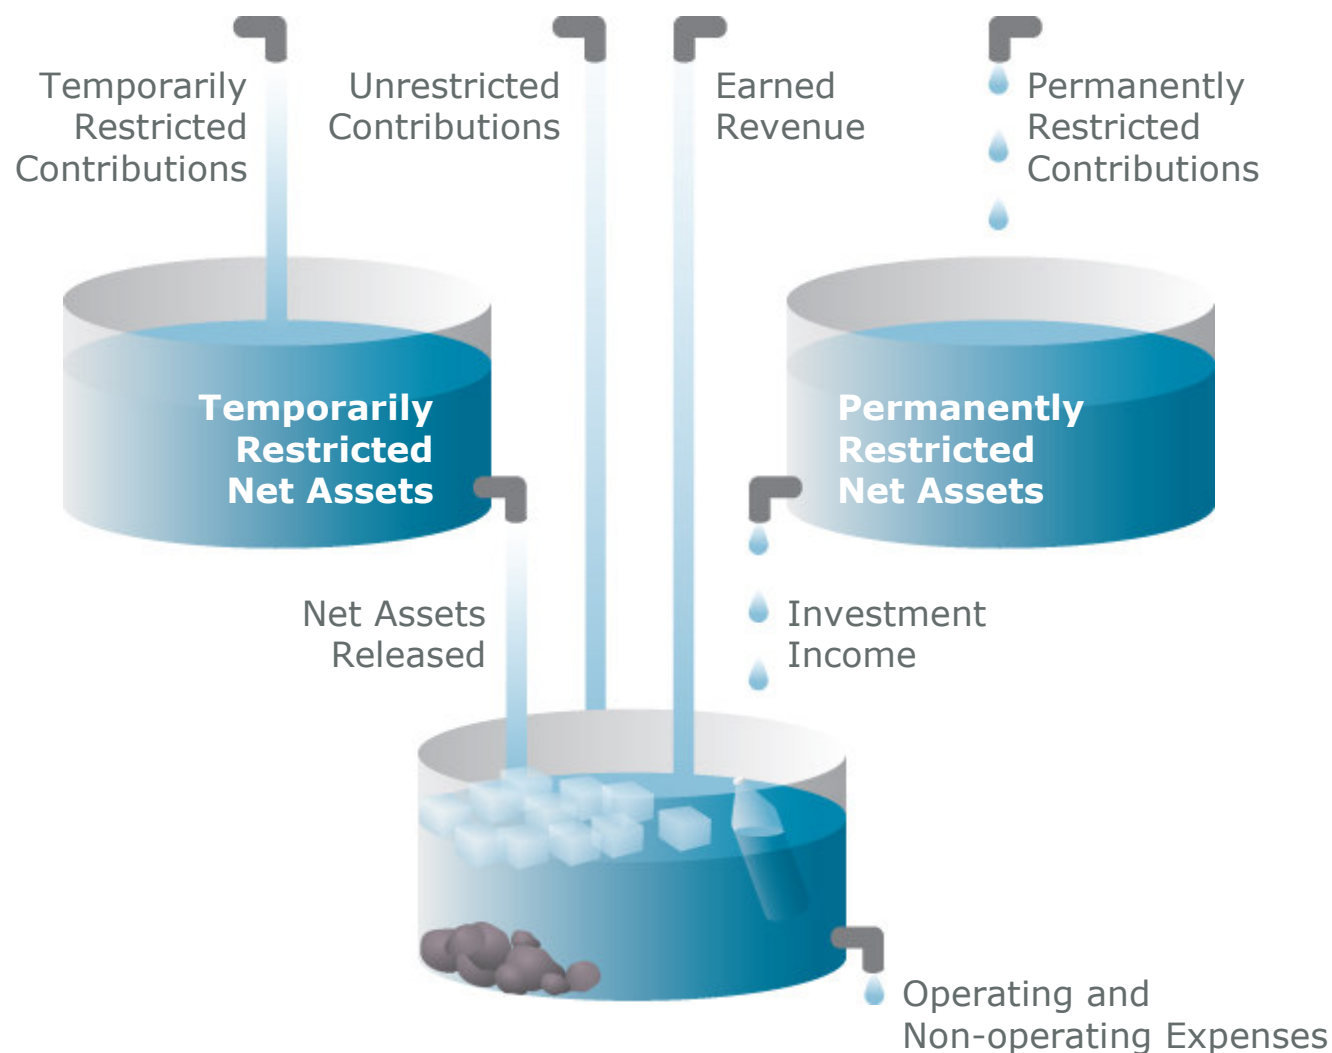 Temporarily
Restricted
Contributions
Unrestricted
Contributions
Earned
Revenue
Permanently
Restricted
Contributions
Temporarily
Restricted
Net Assets
Permanently
Restricted
Net Assets
Net Assets
Released
Investment
Income
Operating and
Non-operating Expenses